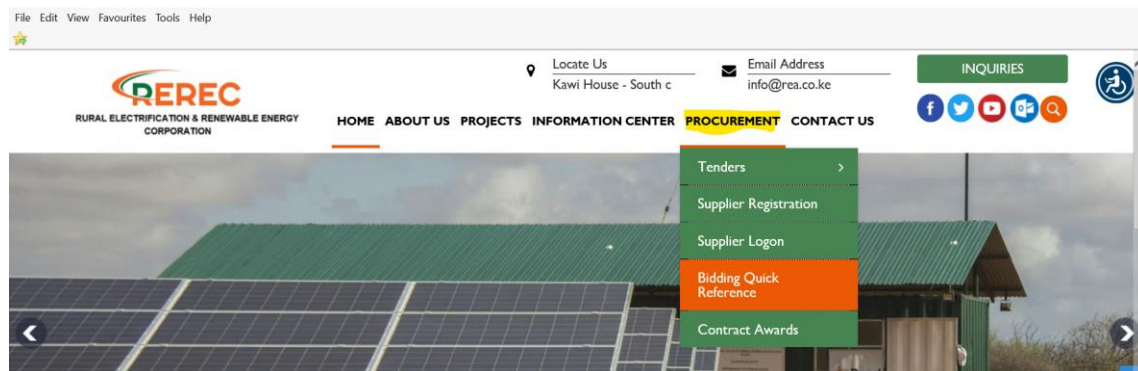 File Edit View Favourites Tools Help
Locate Us
Kawi House - South c
Email Address
info@rea.co.ke
INQUIRIES
REREC
RURAL ELECTRIFICATION & RENEWABLE ENERGY
CORPORATION
HOME ABOUT US PROJECTS INFORMATION CENTER PROCUREMENT CONTACT US
Tenders
Supplier Registration
Supplier Logon
Bidding Quick
Reference
Contract Awards